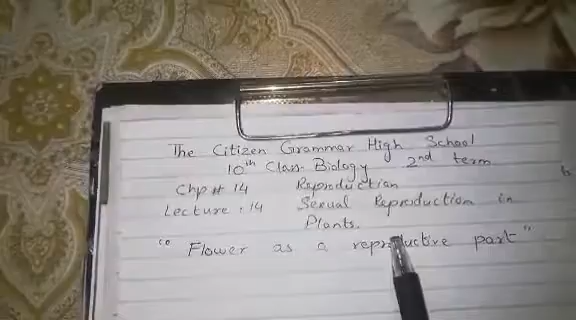 The Citizen Grammar High School
10th Class Biology 2nd term
Chp # 14 Reproduction
Lecture : 14 Sexual Reproduction in
Plants.
"Flower as a reproductive part"